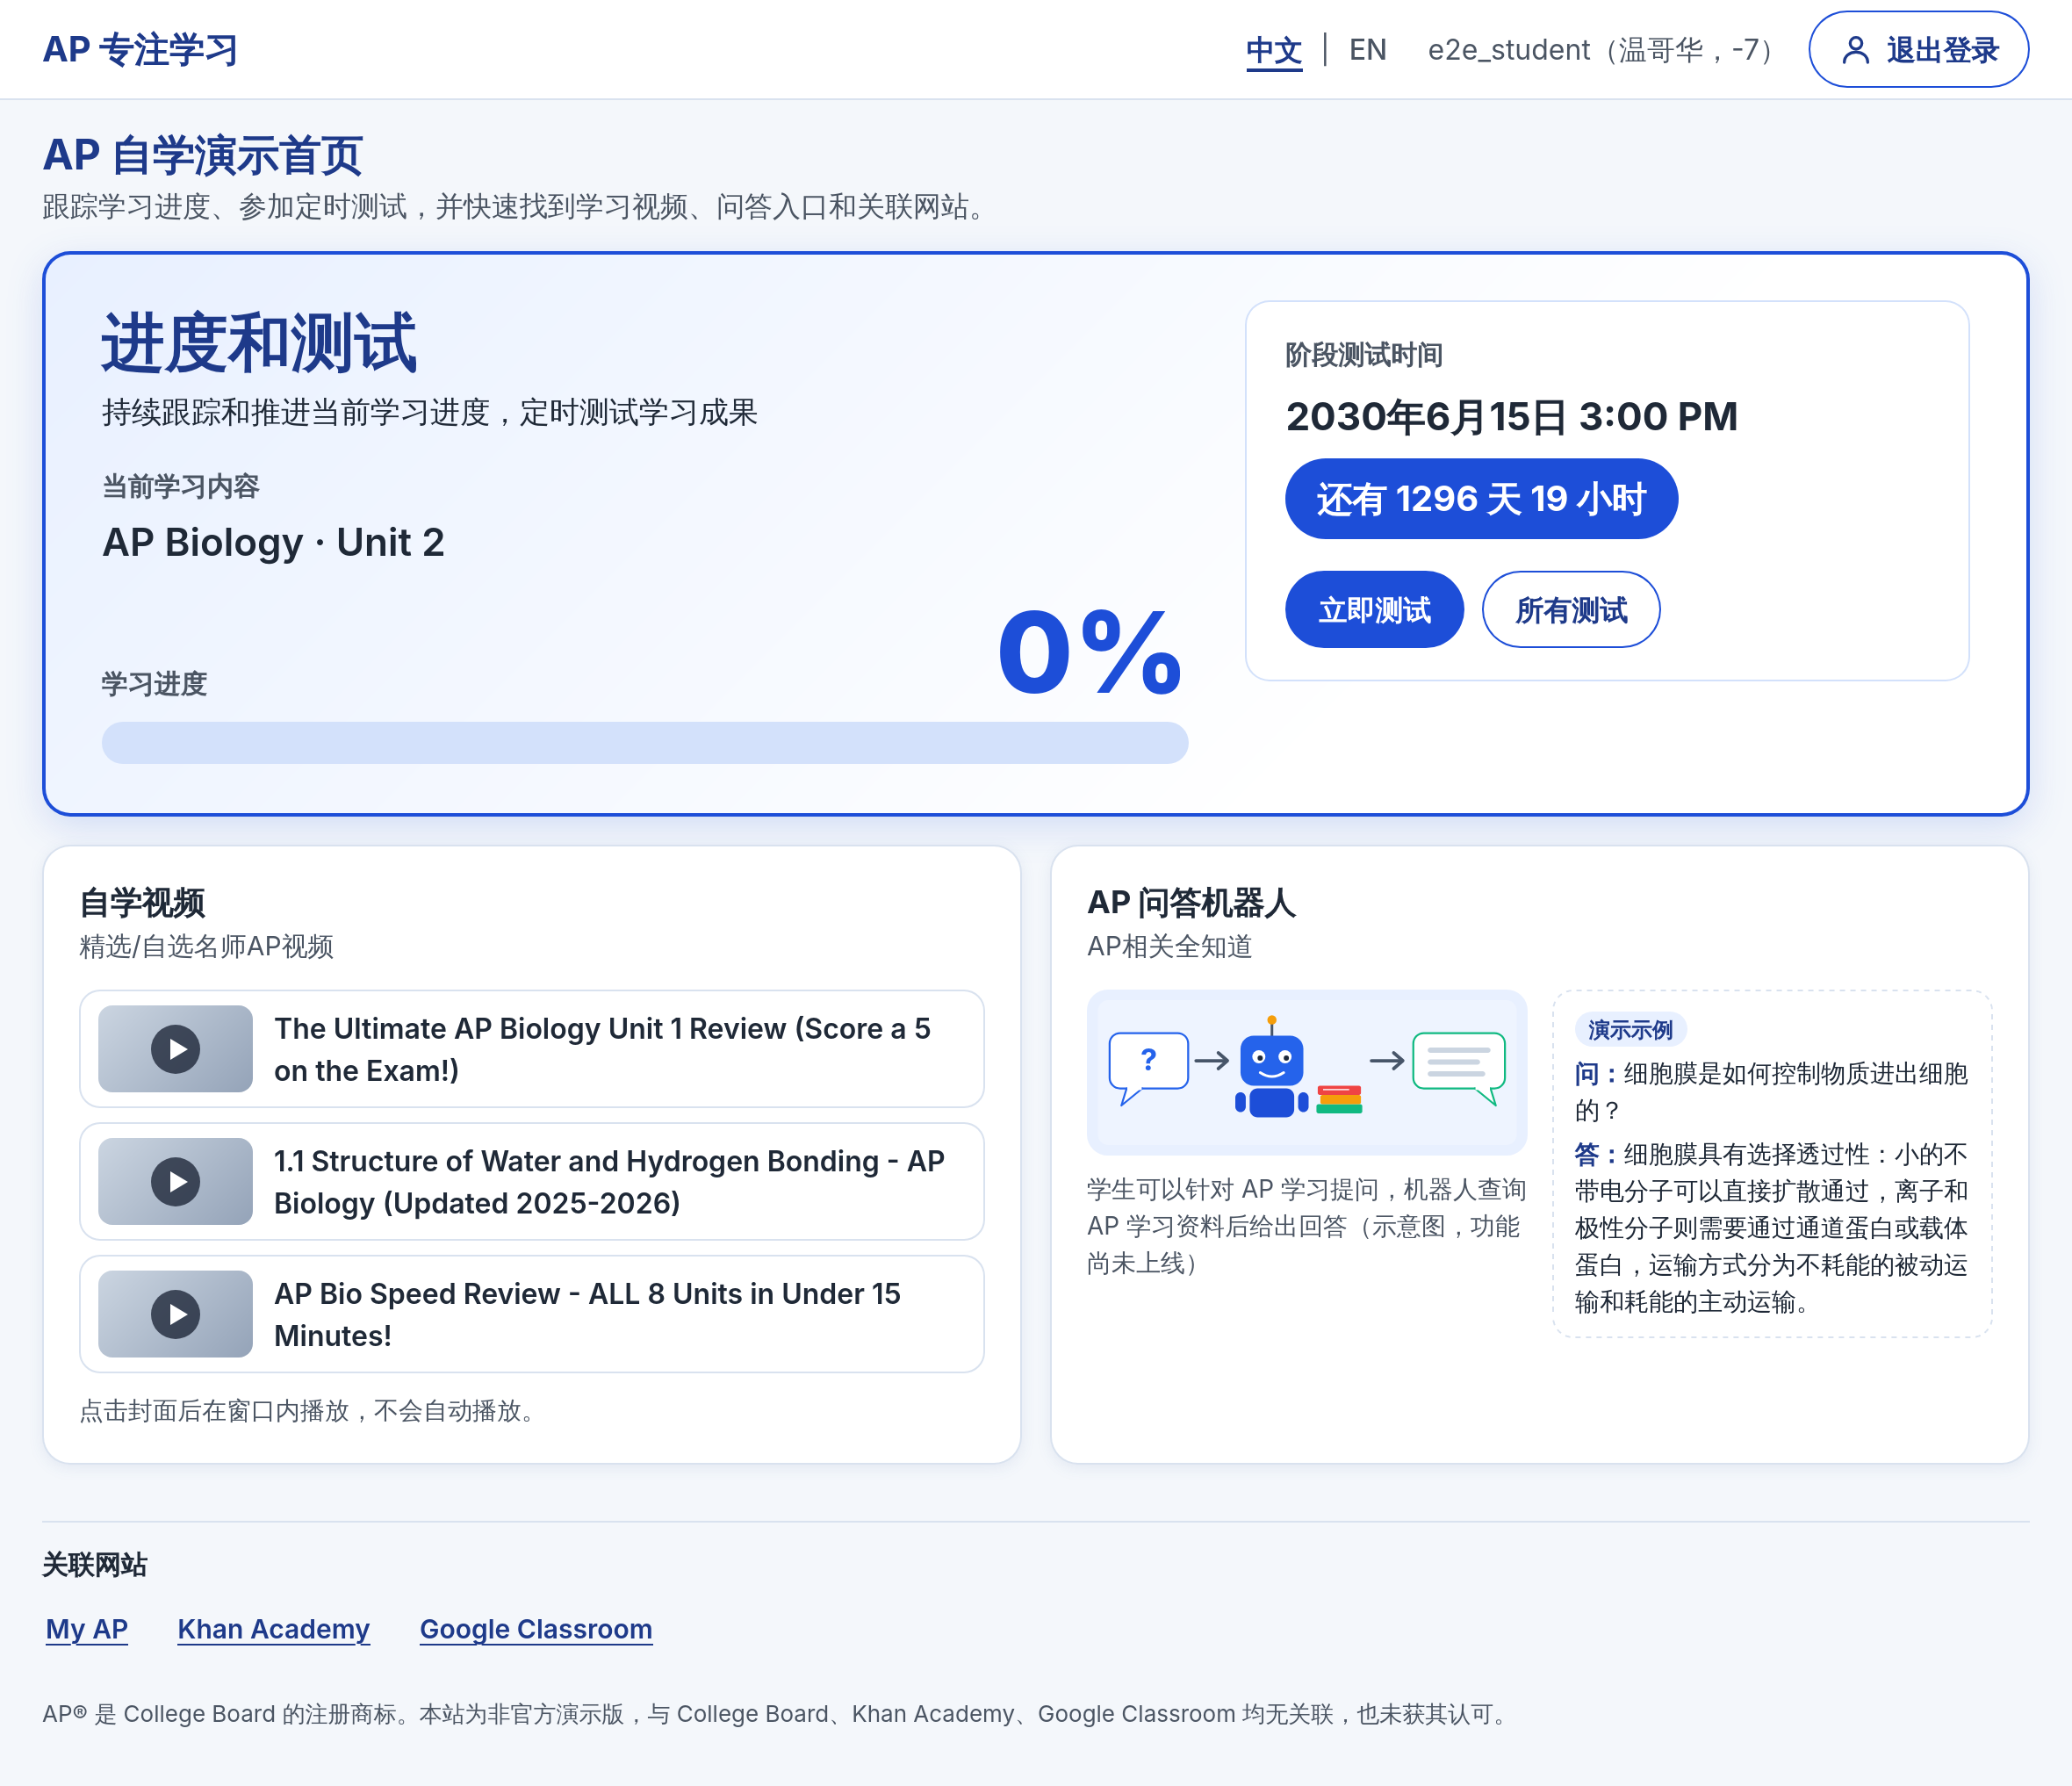 AP 专注学习
中文 | EN e2e_student（温哥华，-7） 退出登录
AP 自学演示首页
跟踪学习进度、参加定时测试，并快速找到学习视频、问答入口和关联网站。
进度和测试
持续跟踪和推进当前学习进度，定时测试学习成果
当前学习内容
AP Biology · Unit 2
学习进度
0%
阶段测试时间
2030年6月15日 3:00 PM
还有 1296 天 19 小时
立即测试 所有测试
自学视频
精选/自选名师AP视频
The Ultimate AP Biology Unit 1 Review (Score a 5
on the Exam!)
1.1 Structure of Water and Hydrogen Bonding - AP
Biology (Updated 2025-2026)
AP Bio Speed Review - ALL 8 Units in Under 15
Minutes!
点击封面后在窗口内播放，不会自动播放。
AP 问答机器人
AP相关全知道
?
学生可以针对 AP 学习提问，机器人查询
AP 学习资料后给出回答（示意图，功能
尚未上线）
演示示例
问：细胞膜是如何控制物质进出细胞
的？
答：细胞膜具有选择透过性：小的不
带电分子可以直接扩散通过，离子和
极性分子则需要通过通道蛋白或载体
蛋白，运输方式分为不耗能的被动运
输和耗能的主动运输。
关联网站
My AP Khan Academy Google Classroom
AP® 是 College Board 的注册商标。本站为非官方演示版，与 College Board、Khan Academy、Google Classroom 均无关联，也未获其认可。